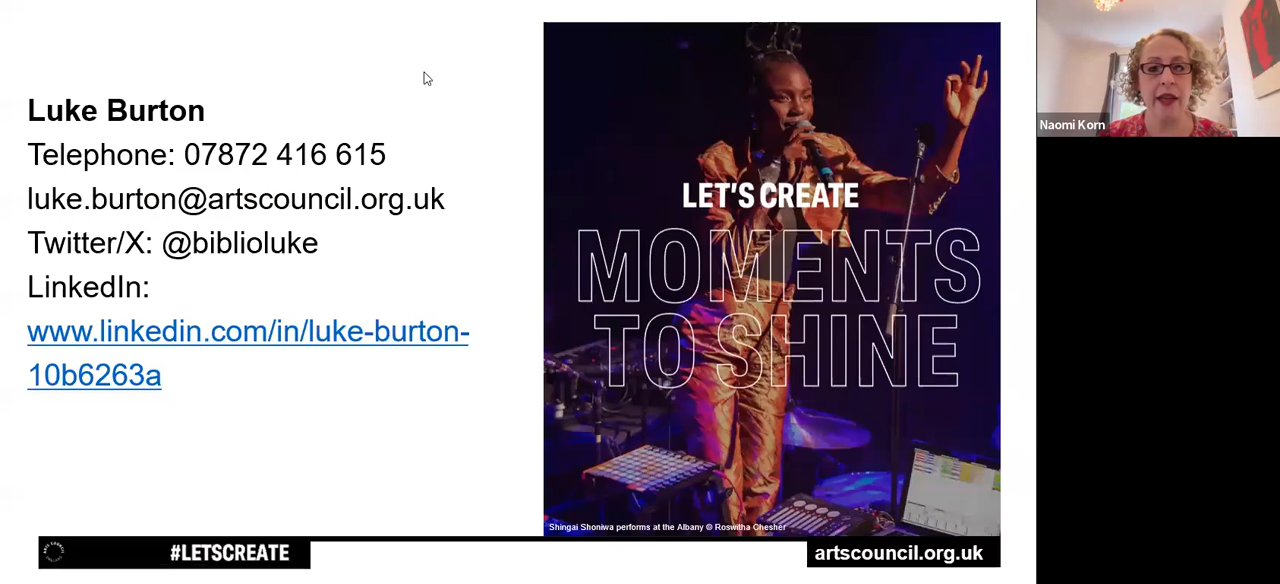 Luke Burton
Telephone: 07872 416 615
luke.burton@artscouncil.org.uk
Twitter/X: @biblioluke
LinkedIn:
www.linkedin.com/in/luke-burton-
10b6263a
LET'S CREATE
MOMENTS
TO SHINE
Shingai Shoniwa performs at the Albany © Roswitha Chesher
#LETSCREATE
artscouncil.org.uk
Naomi Korn